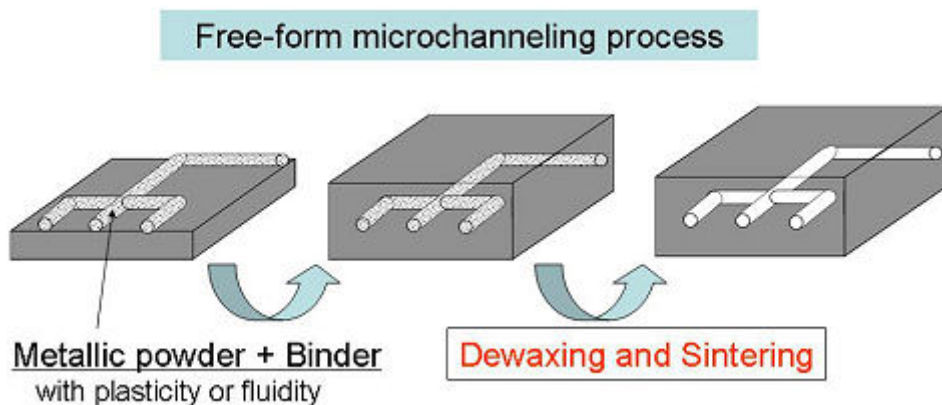 Free-form microchanneling process
Metallic powder + Binder
with plasticity or fluidity
Dewaxing and Sintering